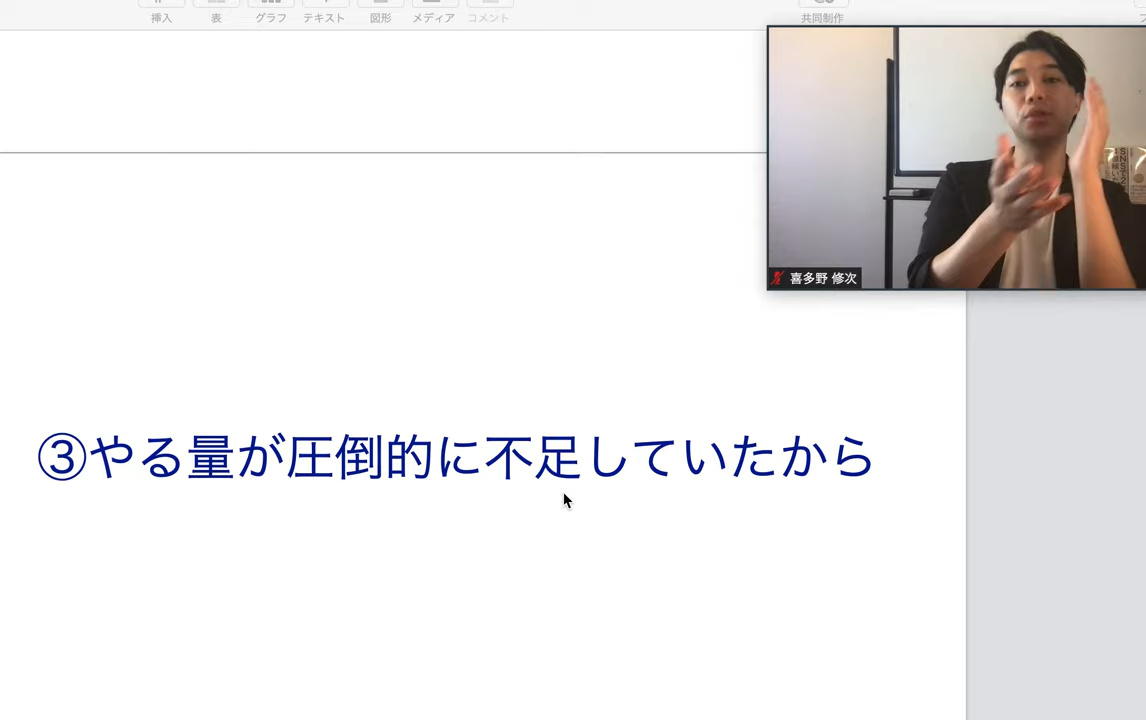 挿入
表
グラフ
テキスト
図形
メディア
コメント
共同制作
喜多野 修次
③やる量が圧倒的に不足していたから